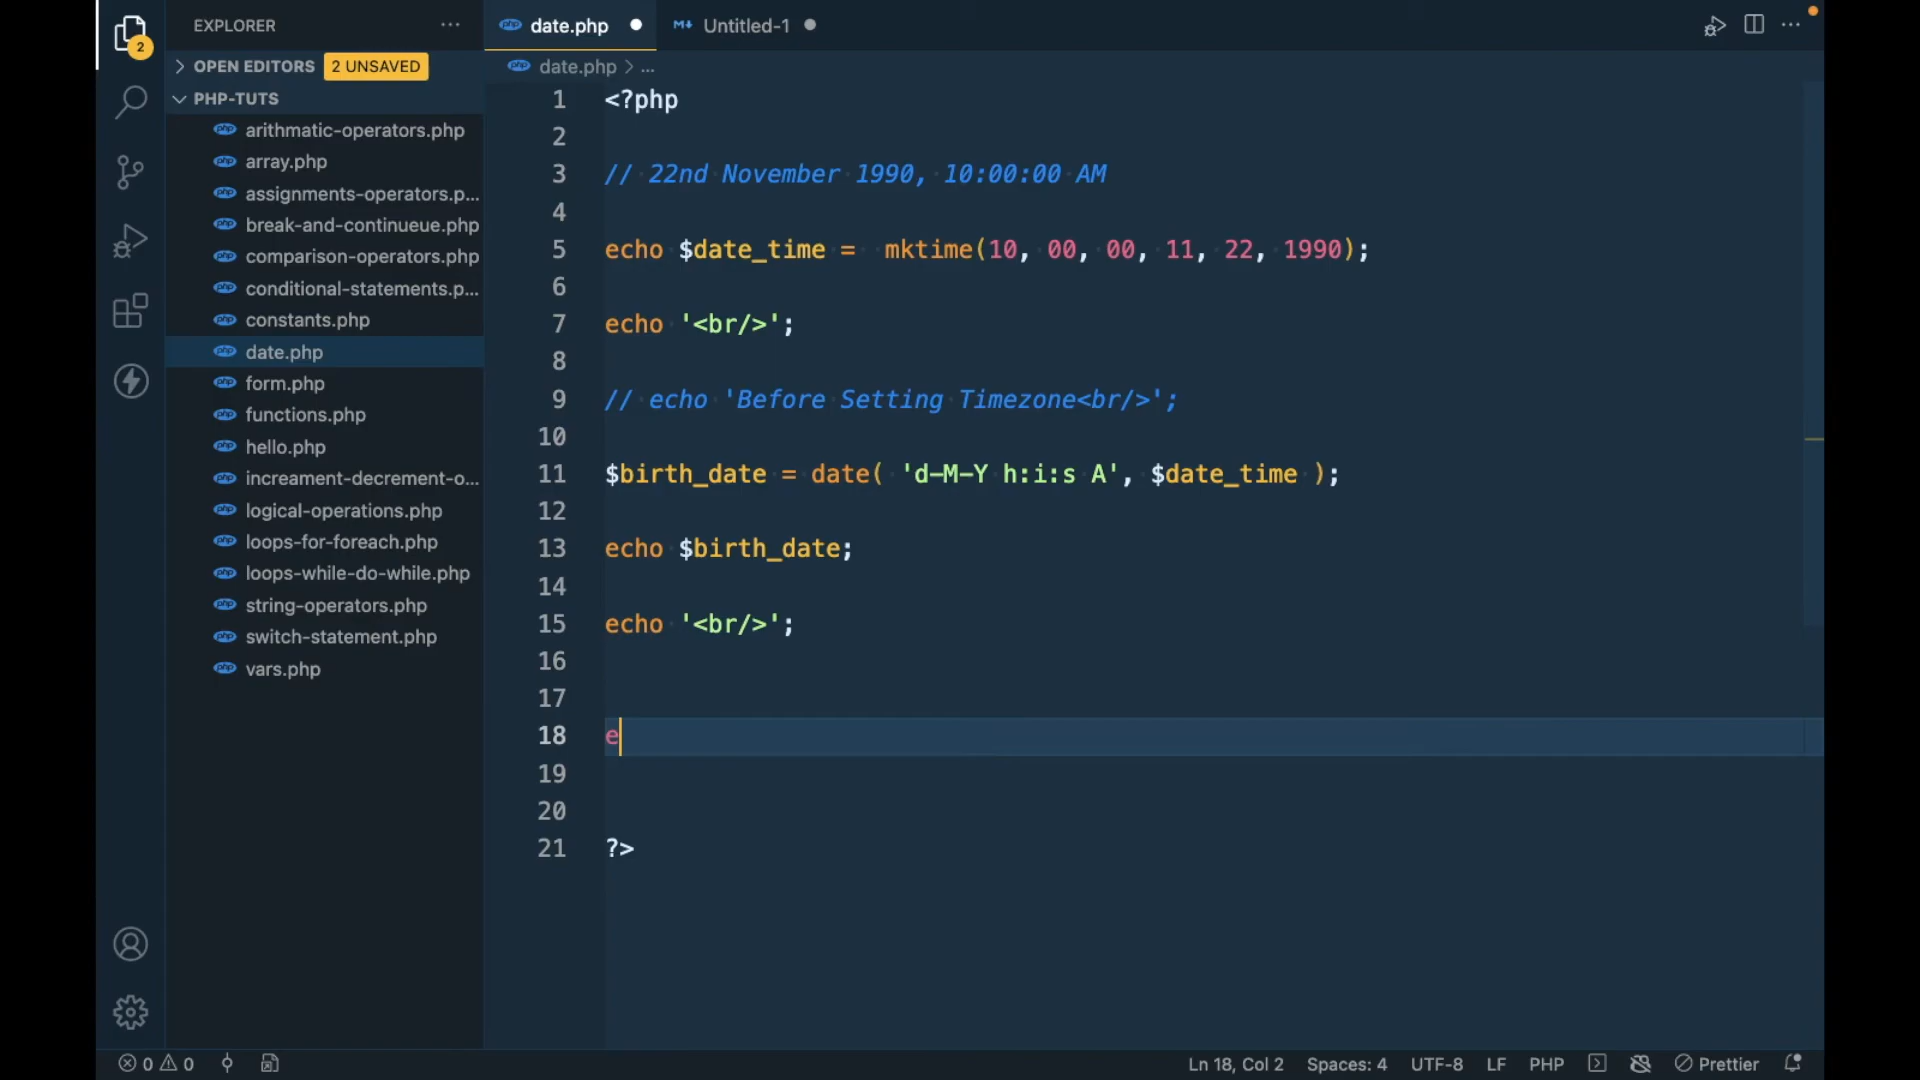 2
EXPLORER
OPEN EDITORS 2 UNSAVED
PHP-TUTS
arithmatic-operators.php
array.php
assignments-operators.p...
break-and-continueue.php
comparison-operators.php
conditional-statements.p...
constants.php
date.php
form.php
functions.php
hello.php
increament-decrement-o...
logical-operations.php
loops-for-foreach.php
loops-while-do-while.php
string-operators.php
switch-statement.php
vars.php
php date.php M↓ Untitled-1
php date.php > ...
1 <?php
2
3 // 22nd November 1990, 10:00:00 AM
4
5 echo $date_time =  mktime(10, 00, 00, 11, 22, 1990);
6
7 echo '<br/>';
8
9 // echo 'Before Setting Timezone<br/>';
10
11 $birth_date = date( 'd-M-Y h:i:s A', $date_time );
12
13 echo $birth_date;
14
15 echo '<br/>';
16
17
18 e
19
20
21 ?>
0 0 Ln 18, Col 2 Spaces: 4 UTF-8 LF PHP Prettier